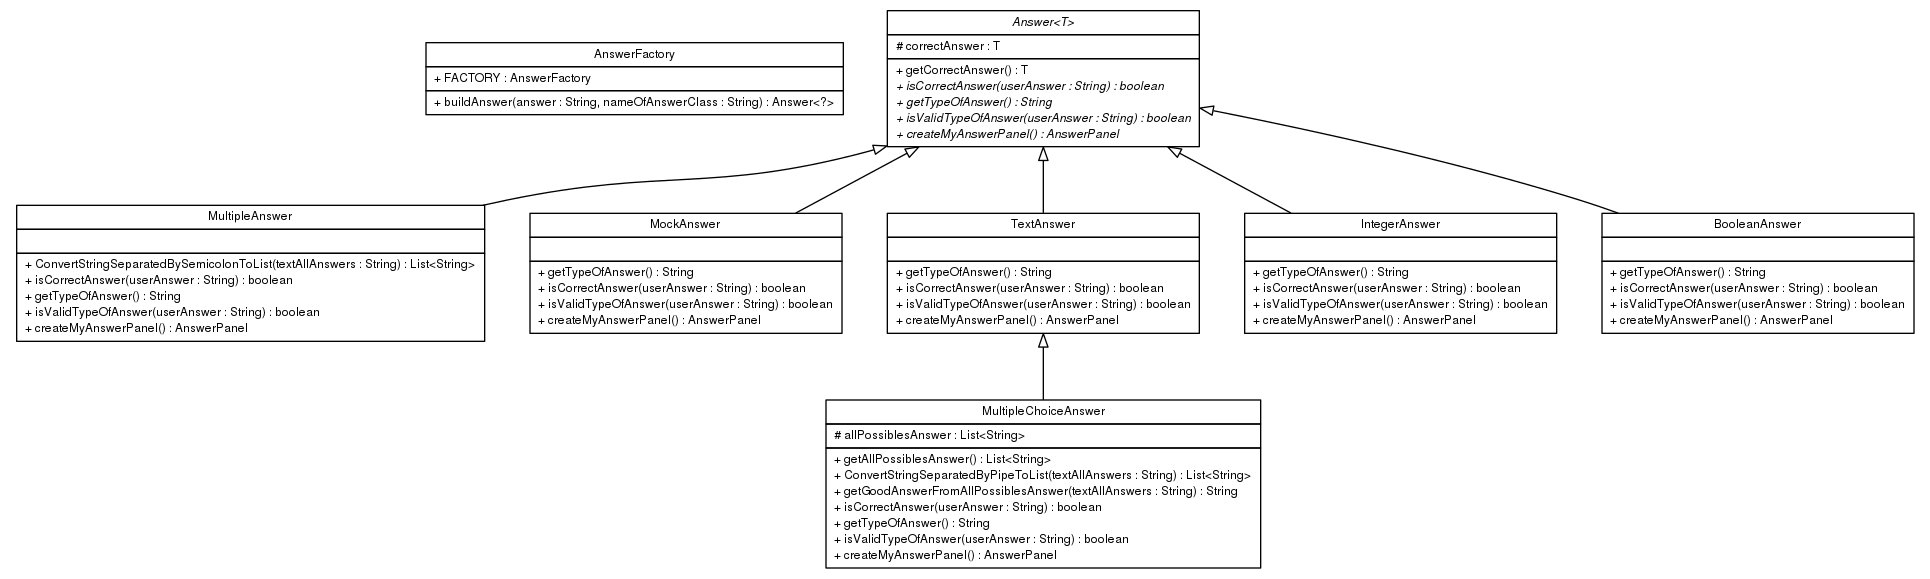 AnswerFactory
+ FACTORY : AnswerFactory
+ buildAnswer(answer : String, nameOfAnswerClass : String) : Answer<?>
Answer<T>
# correctAnswer : T
+ getCorrectAnswer() : T
+ isCorrectAnswer(userAnswer : String) : boolean
+ getTypeOfAnswer() : String
+ isValidTypeOfAnswer(userAnswer : String) : boolean
+ createMyAnswerPanel() : AnswerPanel
MultipleAnswer
+ ConvertStringSeparatedBySemicolonToList(textAllAnswers : String) : List<String>
+ isCorrectAnswer(userAnswer : String) : boolean
+ getTypeOfAnswer() : String
+ isValidTypeOfAnswer(userAnswer : String) : boolean
+ createMyAnswerPanel() : AnswerPanel
MockAnswer
+ getTypeOfAnswer() : String
+ isCorrectAnswer(userAnswer : String) : boolean
+ isValidTypeOfAnswer(userAnswer : String) : boolean
+ createMyAnswerPanel() : AnswerPanel
TextAnswer
+ getTypeOfAnswer() : String
+ isCorrectAnswer(userAnswer : String) : boolean
+ isValidTypeOfAnswer(userAnswer : String) : boolean
+ createMyAnswerPanel() : AnswerPanel
IntegerAnswer
+ getTypeOfAnswer() : String
+ isCorrectAnswer(userAnswer : String) : boolean
+ isValidTypeOfAnswer(userAnswer : String) : boolean
+ createMyAnswerPanel() : AnswerPanel
BooleanAnswer
+ getTypeOfAnswer() : String
+ isCorrectAnswer(userAnswer : String) : boolean
+ isValidTypeOfAnswer(userAnswer : String) : boolean
+ createMyAnswerPanel() : AnswerPanel
MultipleChoiceAnswer
# allPossiblesAnswer : List<String>
+ getAllPossiblesAnswer() : List<String>
+ ConvertStringSeparatedByPipeToList(textAllAnswers : String) : List<String>
+ getGoodAnswerFromAllPossiblesAnswer(textAllAnswers : String) : String
+ isCorrectAnswer(userAnswer : String) : boolean
+ getTypeOfAnswer() : String
+ isValidTypeOfAnswer(userAnswer : String) : boolean
+ createMyAnswerPanel() : AnswerPanel